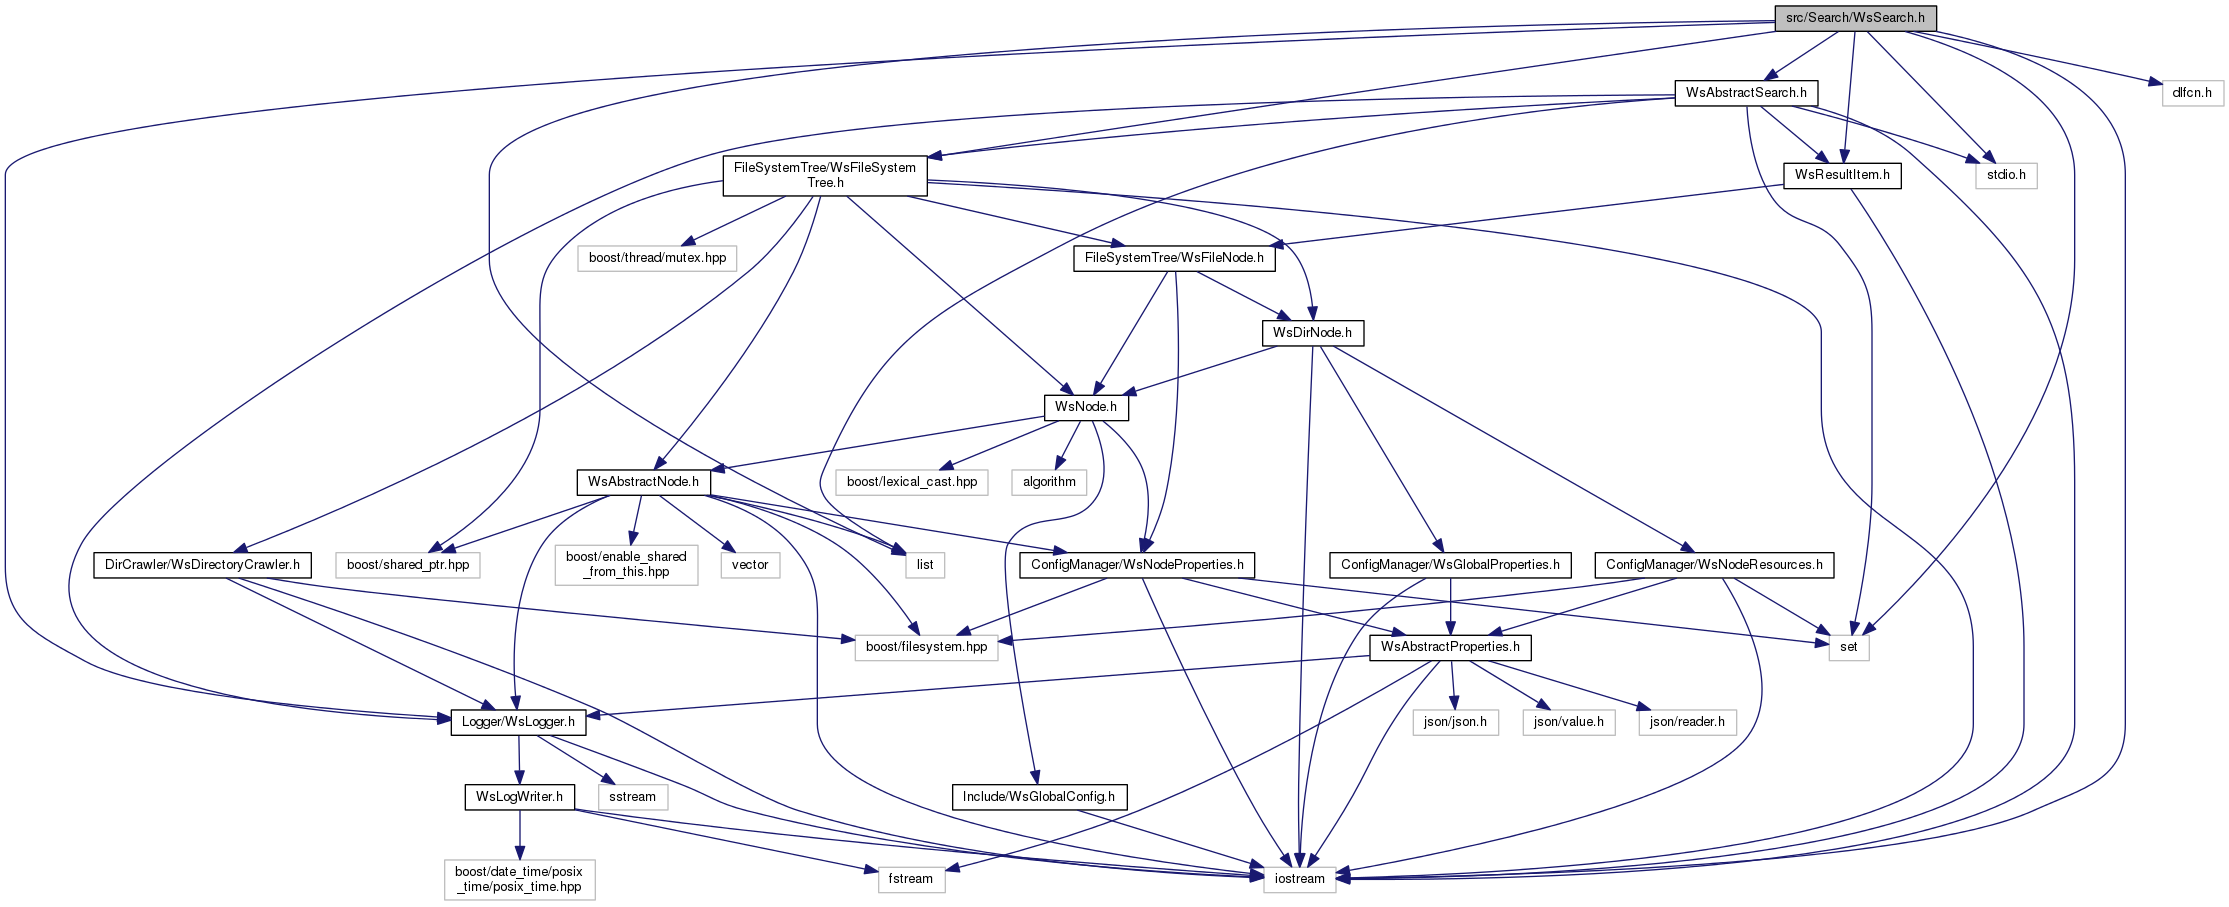 src/Search/WsSearch.h
WsAbstractSearch.h
dlfcn.h
FileSystemTree/WsFileSystem
Tree.h
WsResultItem.h
stdio.h
boost/thread/mutex.hpp
FileSystemTree/WsFileNode.h
WsDirNode.h
WsNode.h
WsAbstractNode.h
boost/lexical_cast.hpp
algorithm
DirCrawler/WsDirectoryCrawler.h
boost/shared_ptr.hpp
boost/enable_shared
_from_this.hpp
vector
list
ConfigManager/WsNodeProperties.h
ConfigManager/WsGlobalProperties.h
ConfigManager/WsNodeResources.h
boost/filesystem.hpp
WsAbstractProperties.h
set
Logger/WsLogger.h
json/json.h
json/value.h
json/reader.h
WsLogWriter.h
sstream
Include/WsGlobalConfig.h
boost/date_time/posix
_time/posix_time.hpp
fstream
iostream